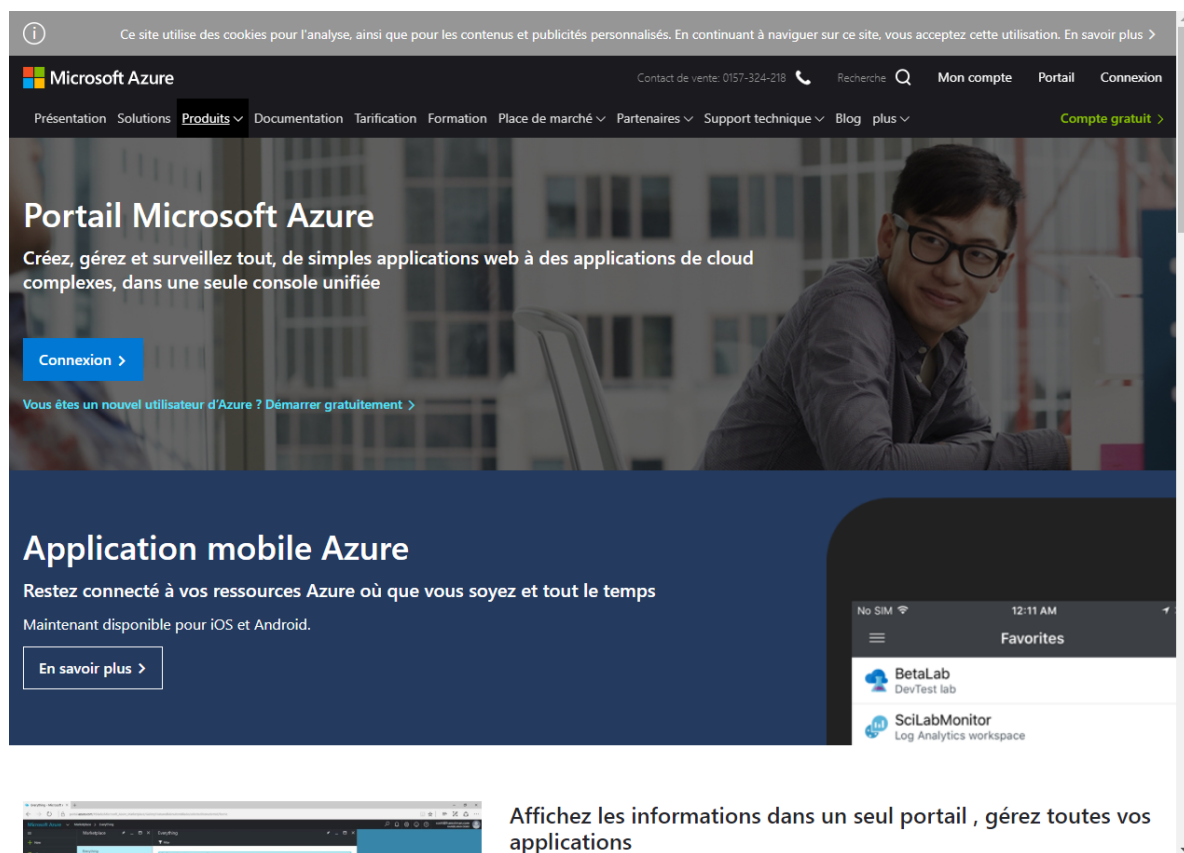 Ce site utilise des cookies pour l'analyse, ainsi que pour les contenus et publicités personnalisés. En continuant à naviguer sur ce site, vous acceptez cette utilisation. En savoir plus >
Microsoft Azure
Contact de vente: 0157-324-218
Recherche
Mon compte
Portail
Connexion
Présentation Solutions Produits Documentation Tarification Formation Place de marché Partenaires Support technique Blog plus
Compte gratuit >
Portail Microsoft Azure
Créez, gérez et surveillez tout, de simples applications web à des applications de cloud
complexes, dans une seule console unifiée
Connexion >
Vous êtes un nouvel utilisateur d'Azure ? Démarrer gratuitement >
Application mobile Azure
Restez connecté à vos ressources Azure où que vous soyez et tout le temps
Maintenant disponible pour iOS et Android.
En savoir plus >
No SIM
12:11 AM
Favorites
BetaLab
DevTest lab
SciLabMonitor
Log Analytics workspace
Affichez les informations dans un seul portail , gérez toutes vos
applications
Microsoft Azure
Marketplace
Everything